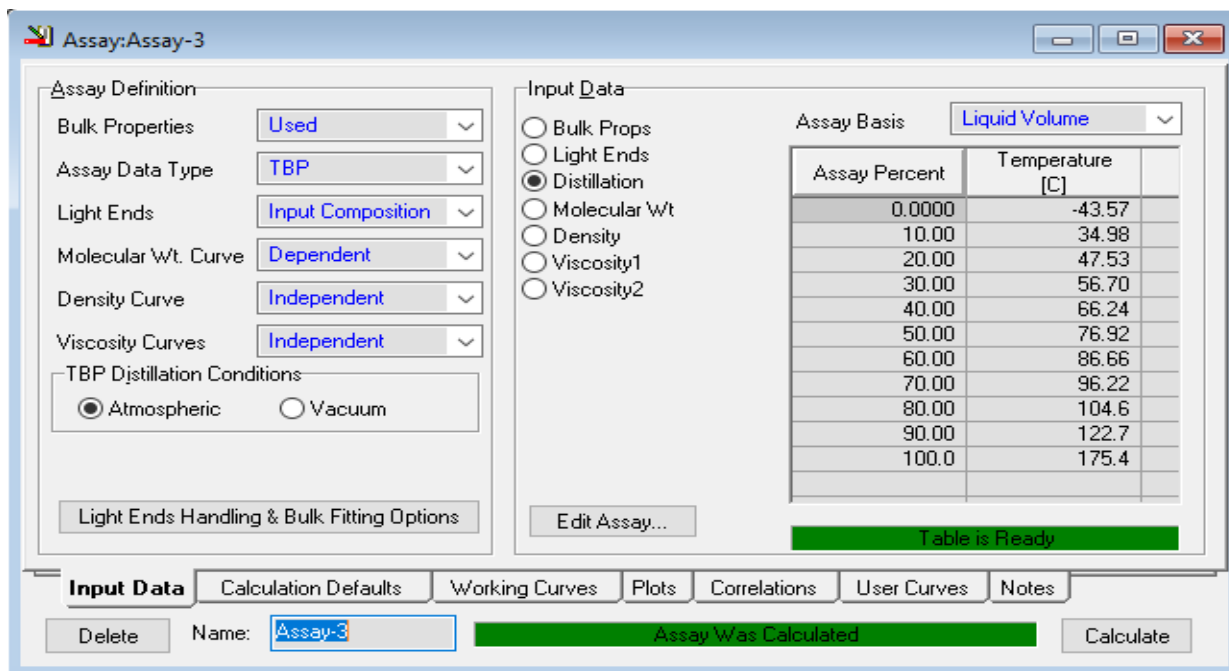 Assay:Assay-3
Assay Definition
Bulk Properties Used
Assay Data Type TBP
Light Ends Input Composition
Molecular Wt. Curve Dependent
Density Curve Independent
Viscosity Curves Independent
TBP Distillation Conditions
Atmospheric Vacuum
Light Ends Handling & Bulk Fitting Options
Input Data
Bulk Props
Light Ends
Distillation
Molecular Wt
Density
Viscosity1
Viscosity2
Edit Assay...
Assay Basis Liquid Volume
Assay Percent Temperature
[C]
0.0000 -43.57
10.00 34.98
20.00 47.53
30.00 56.70
40.00 66.24
50.00 76.92
60.00 86.66
70.00 96.22
80.00 104.6
90.00 122.7
100.0 175.4
Table is Ready
Input Data Calculation Defaults Working Curves Plots Correlations User Curves Notes
Delete Name: Assay-3 Assay Was Calculated Calculate